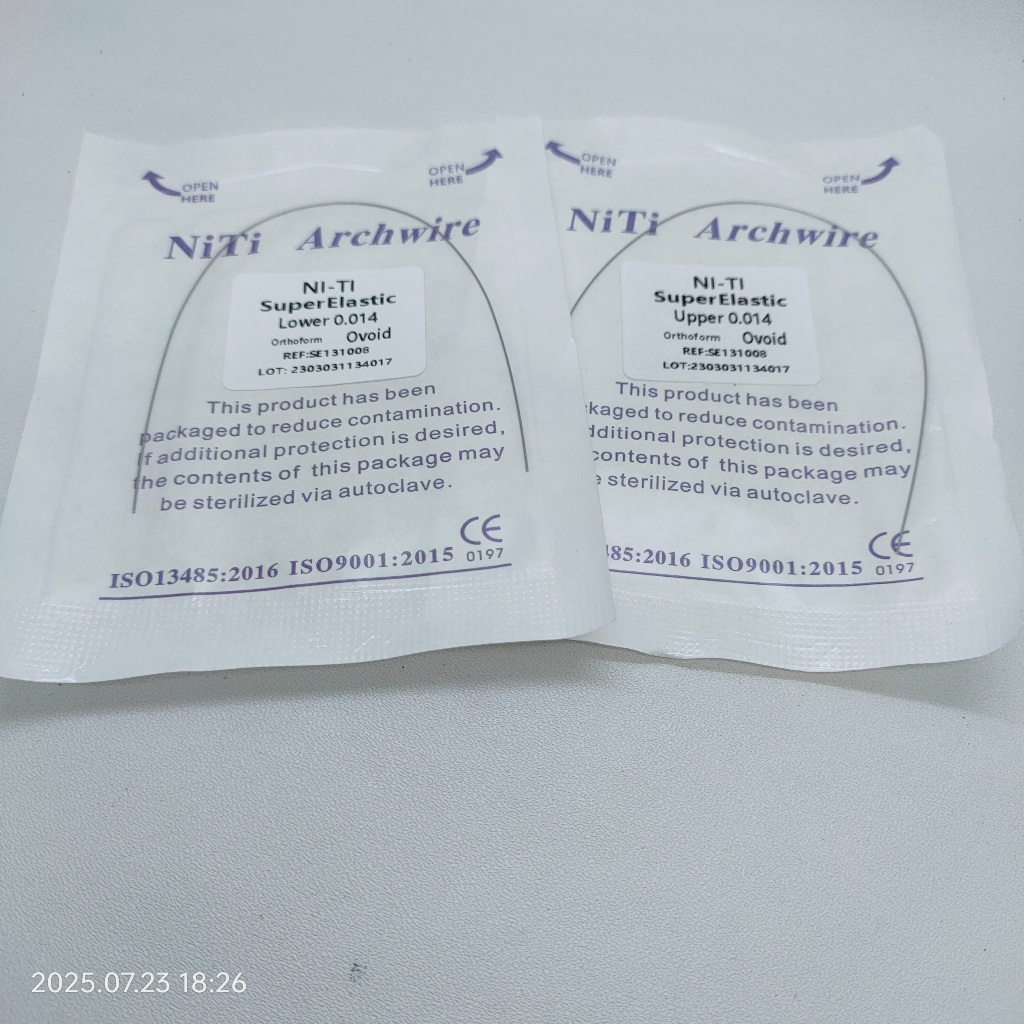 OPEN
HERE
OPEN
HERE
NiTi Archwire
NI-TI
SuperElastic
Lower 0.014
Orthoform Ovoid
REF:SE131008
LOT: 2303031134017
This product has been
packaged to reduce contamination.
If additional protection is desired,
the contents of this package may
be sterilized via autoclave.
CE
ISO13485:2016 ISO9001:2015 0197
OPEN
HERE
OPEN
HERE
NiTi Archwire
NI-TI
SuperElastic
Upper 0.014
Orthoform Ovoid
REF:SE131008
LOT:2303031134017
This product has been
kaged to reduce contamination.
dditional protection is desired,
contents of this package may
sterilized via autoclave.
CE
85:2016 ISO9001:2015 0197
2025.07.23 18:26